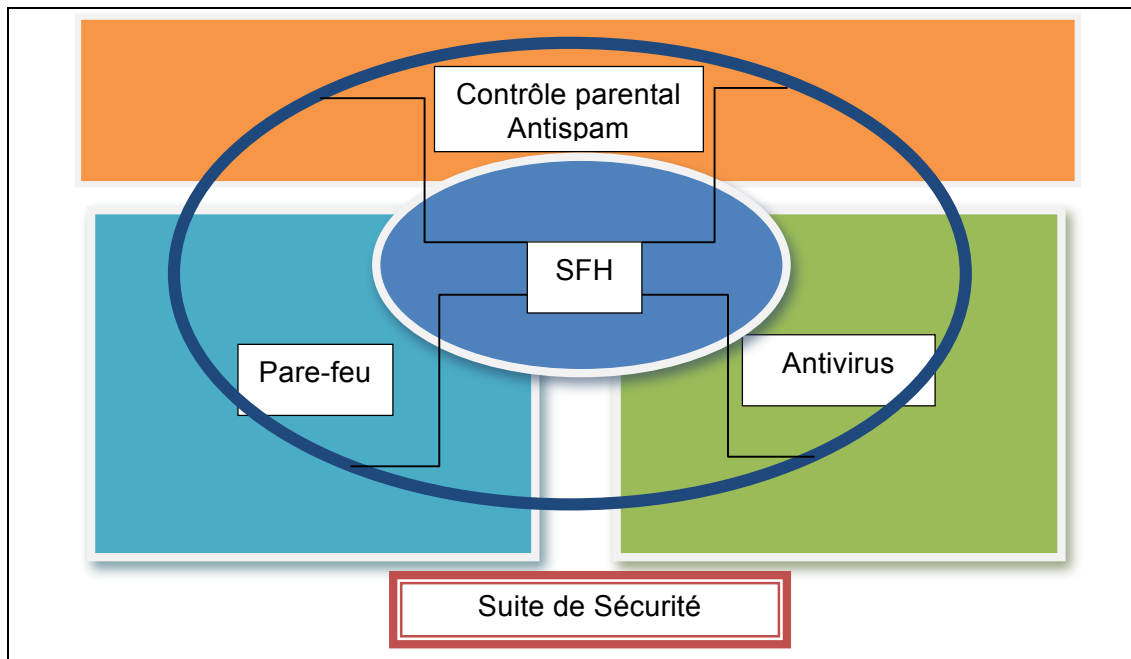 Contrôle parental
Antispam
SFH
Pare-feu
Antivirus
Suite de Sécurité